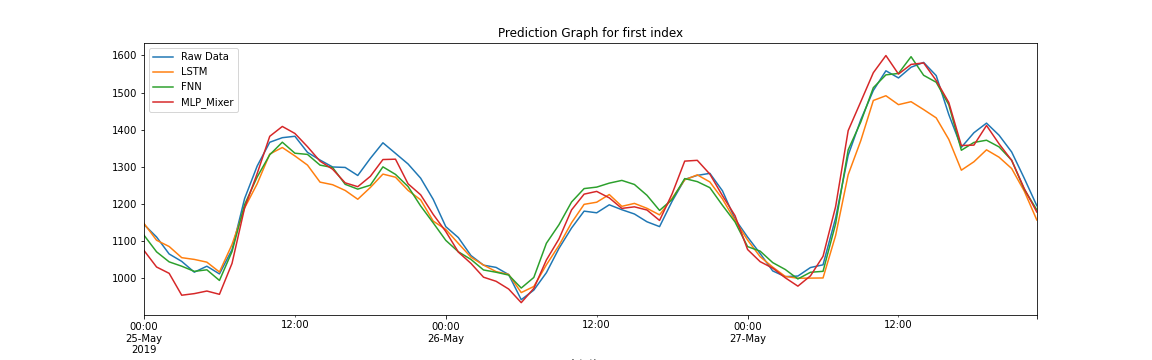 Prediction Graph for first index
Raw Data
LSTM
FNN
MLP_Mixer
1600
1500
1400
1300
1200
1100
1000
00:00
25-May
2019
12:00
00:00
26-May
12:00
00:00
27-May
12:00